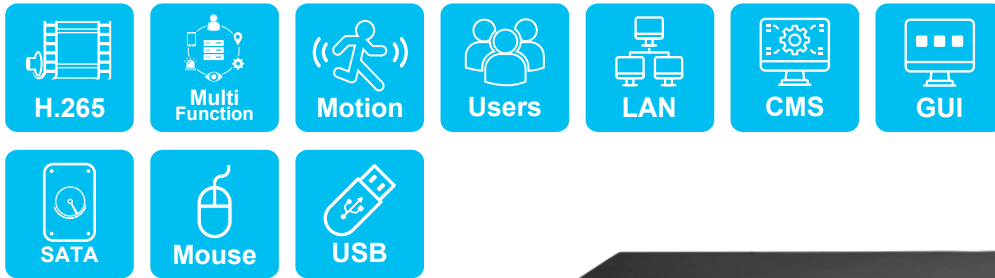 H.265
Multi
Function
Motion
Users
LAN
CMS
GUI
SATA
Mouse
USB